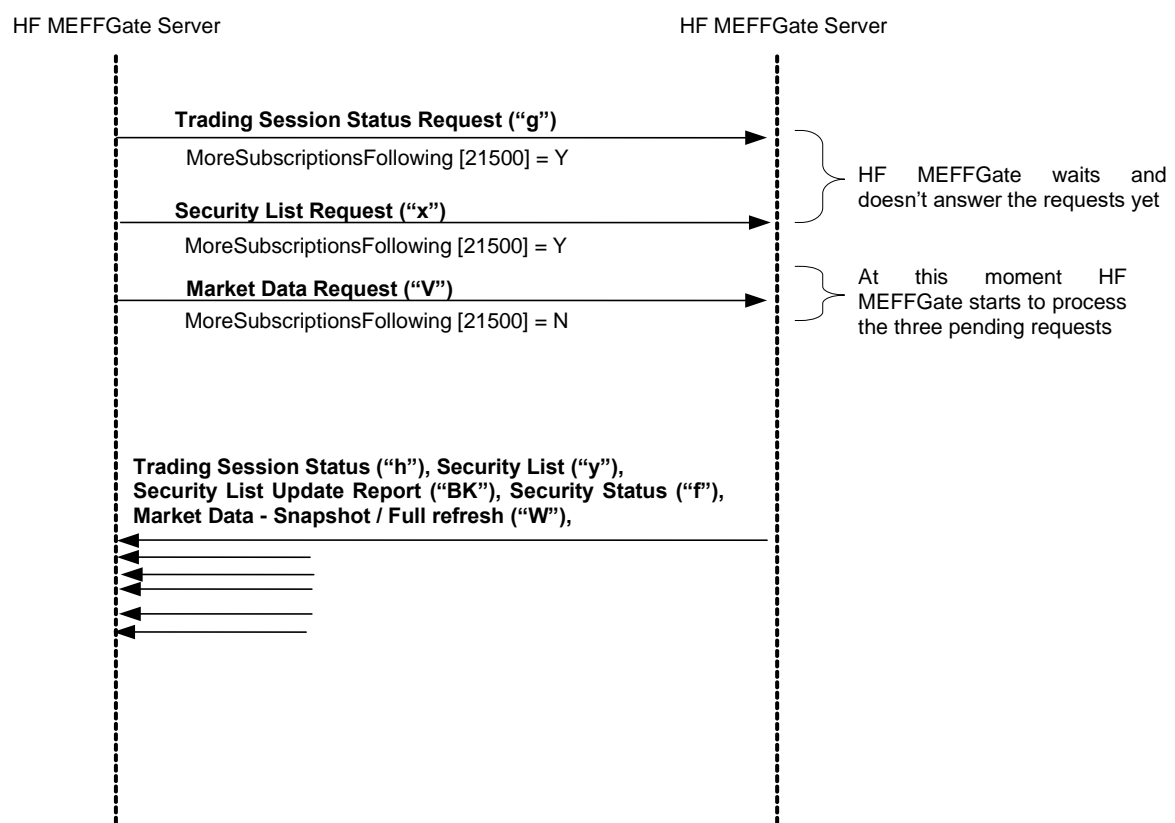 HF MEFFGate Server
HF MEFFGate Server
Trading Session Status Request (“g”)
MoreSubscriptionsFollowing [21500] = Y
HF MEFFGate waits and
doesn’t answer the requests yet
Security List Request (“x”)
MoreSubscriptionsFollowing [21500] = Y
Market Data Request (“V”)
MoreSubscriptionsFollowing [21500] = N
At this moment HF
MEFFGate starts to process
the three pending requests
Trading Session Status (“h”), Security List (“y”),
Security List Update Report (“BK”), Security Status (“f”),
Market Data - Snapshot / Full refresh (“W”),